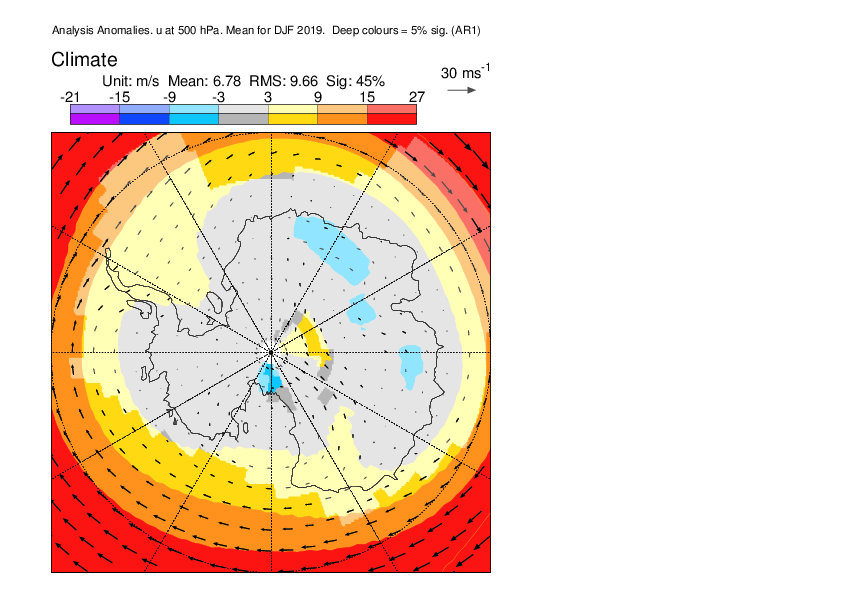 Analysis Anomalies. u at 500 hPa. Mean for DJF 2019. Deep colours = 5% sig. (AR1)
Climate
30 ms-1
Unit: m/s Mean: 6.78 RMS: 9.66 Sig: 45%
-21 -15 -9 -3 3 9 15 27